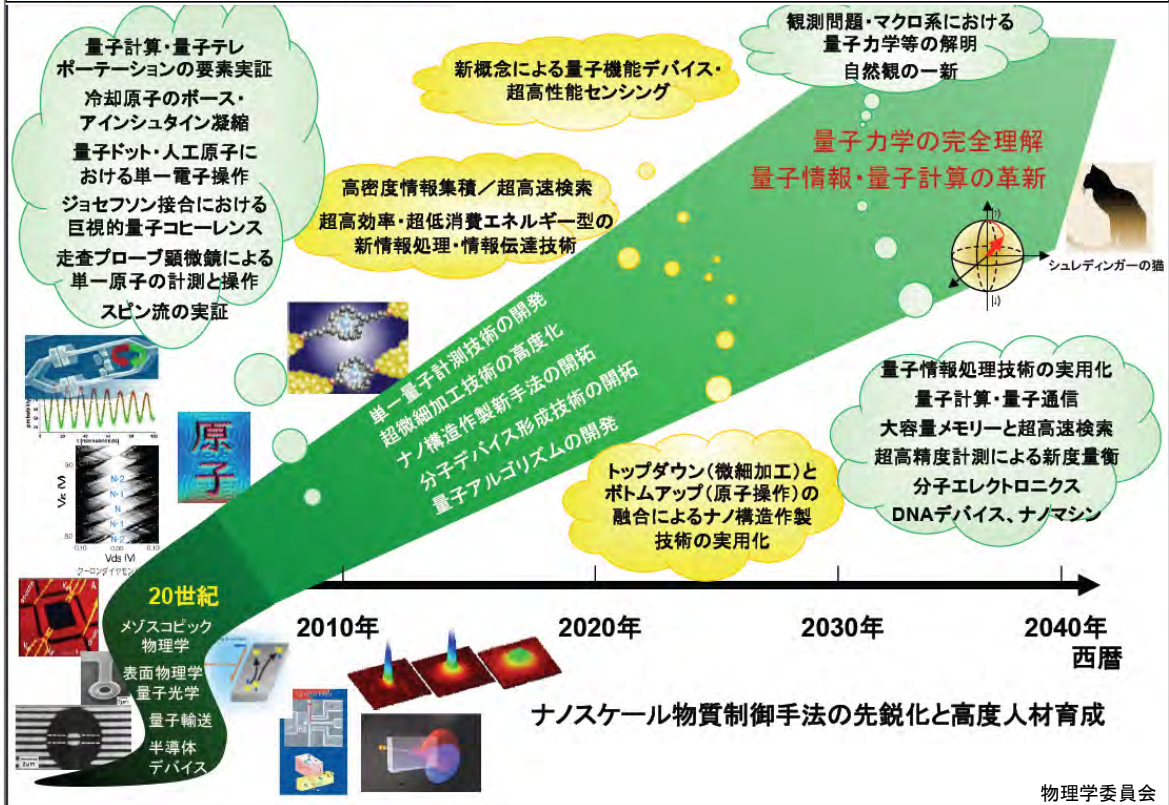 量子計算・量子テレ
ポーテーションの要素実証
冷却原子のボース・
アインシュタイン凝縮
量子ドット・人工原子に
おける単一電子操作
ジョセフソン接合における
巨視的量子コヒーレンス
走査プローブ顕微鏡による
単一原子の計測と操作
スピン流の実証
新概念による量子機能デバイス・
超高性能センシング
観測問題・マクロ系における
量子力学等の解明
自然観の一新
高密度情報集積／超高速検索
超高効率・超低消費エネルギー型の
新情報処理・情報伝達技術
量子力学の完全理解
量子情報・量子計算の革新
シュレディンガーの猫
単一量子計測技術の開発
超微細加工技術の高度化
ナノ構造作製新手法の開拓
分子デバイス形成技術の開拓
量子アルゴリズムの開発
原子
トップダウン（微細加工）と
ボトムアップ（原子操作）の
融合によるナノ構造作製
技術の実用化
量子情報処理技術の実用化
量子計算・量子通信
大容量メモリーと超高速検索
超高精度計測による新度量衡
分子エレクトロニクス
DNAデバイス、ナノマシン
90
80
N-2
N-1
N
N-1
N-2
0.10
0.00
0.10
Vds (V)
20世紀
メゾスコピック
物理学
表面物理学
量子光学
量子輸送
半導体
デバイス
2010年
2020年
2030年
2040年
西暦
ナノスケール物質制御手法の先鋭化と高度人材育成
物理学委員会